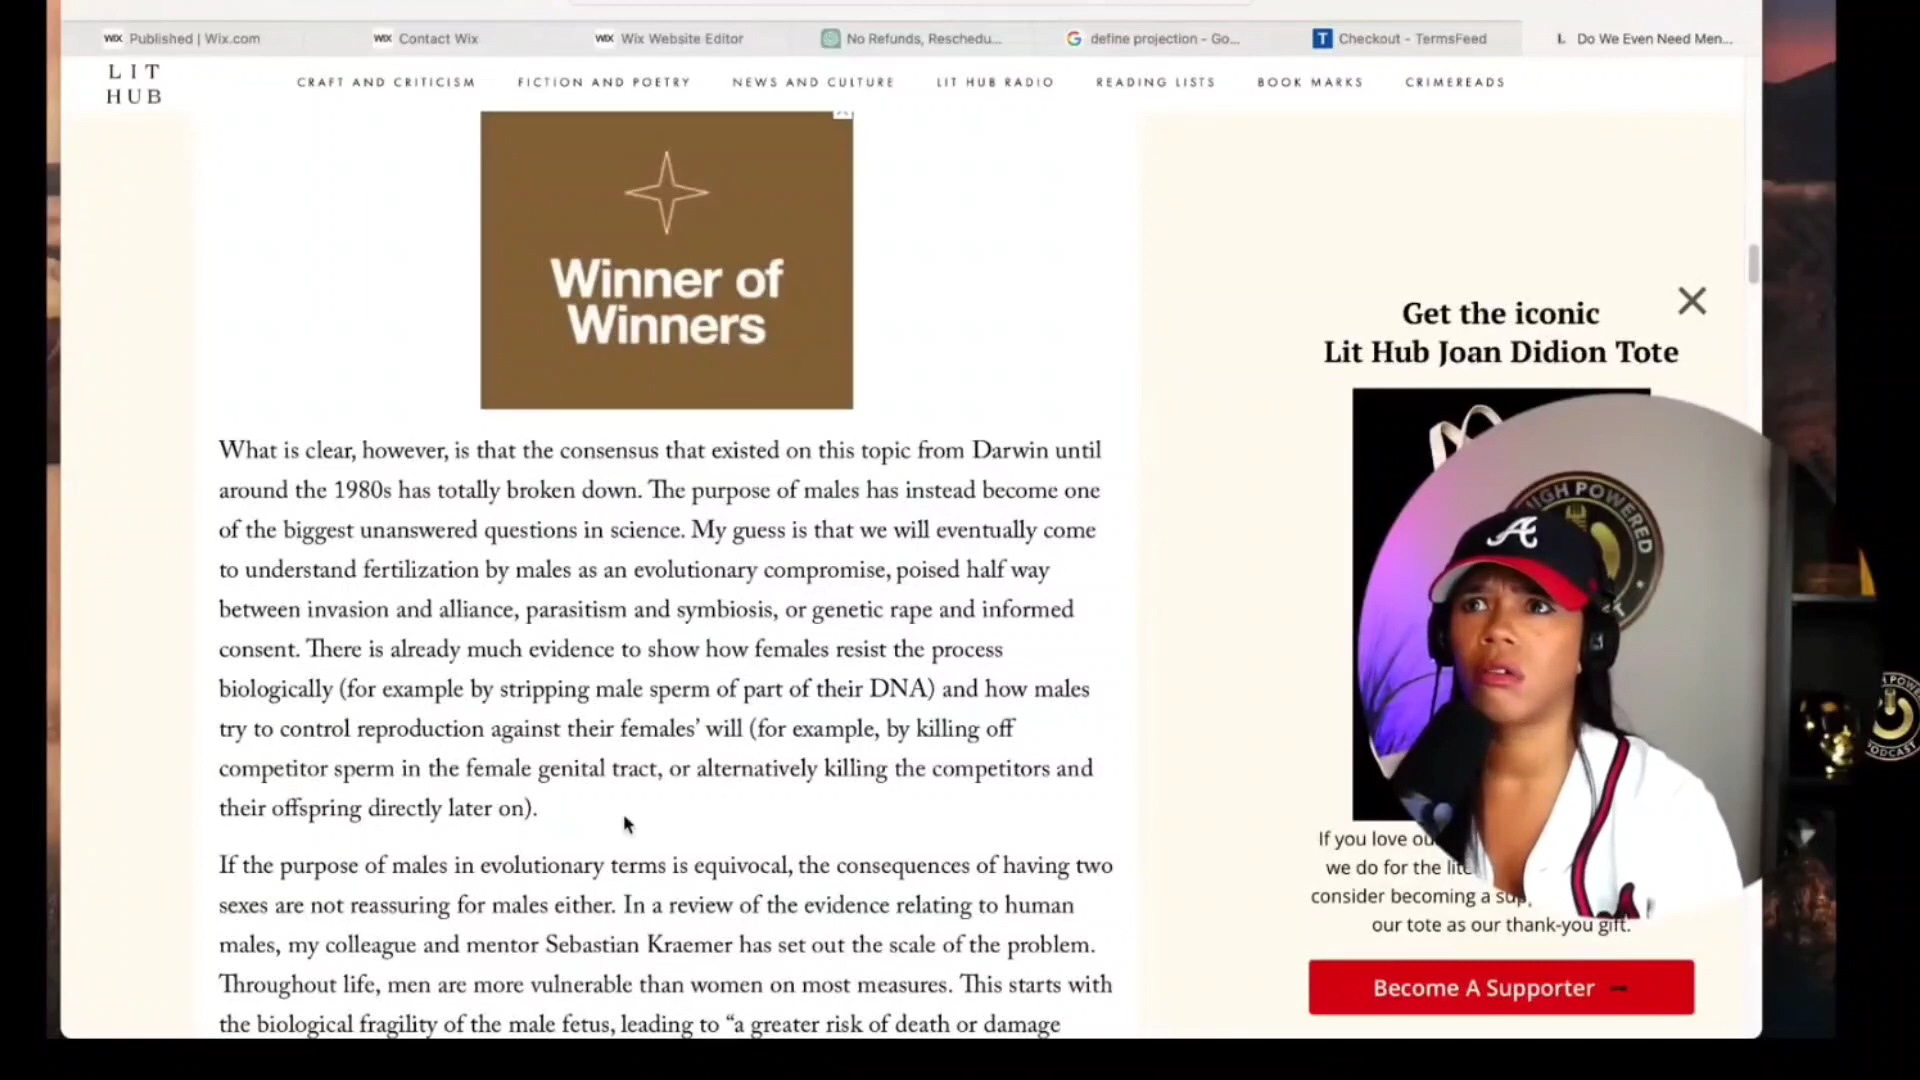 Published | Wix.com
Contact Wix
Wix Website Editor
No Refunds, Reschedu...
define projection - Go...
Checkout - TermsFeed
Do We Even Need Men...
LIT
HUB
CRAFT AND CRITICISM
FICTION AND POETRY
NEWS AND CULTURE
LIT HUB RADIO
READING LISTS
BOOK MARKS
CRIMEREADS
Winner of
Winners
What is clear, however, is that the consensus that existed on this topic from Darwin until
around the 1980s has totally broken down. The purpose of males has instead become one
of the biggest unanswered questions in science. My guess is that we will eventually come
to understand fertilization by males as an evolutionary compromise, poised half way
between invasion and alliance, parasitism and symbiosis, or genetic rape and informed
consent. There is already much evidence to show how females resist the process
biologically (for example by stripping male sperm of part of their DNA) and how males
try to control reproduction against their females’ will (for example, by killing off
competitor sperm in the female genital tract, or alternatively killing the competitors and
their offspring directly later on).
If the purpose of males in evolutionary terms is equivocal, the consequences of having two
sexes are not reassuring for males either. In a review of the evidence relating to human
males, my colleague and mentor Sebastian Kraemer has set out the scale of the problem.
Throughout life, men are more vulnerable than women on most measures. This starts with
the biological fragility of the male fetus, leading to “a greater risk of death or damage
Get the iconic
Lit Hub Joan Didion Tote
If you love
we do for the
consider becoming a
our tote as our thank-you gift.
Become A Supporter
HIGH POWERED
A
PODCAST